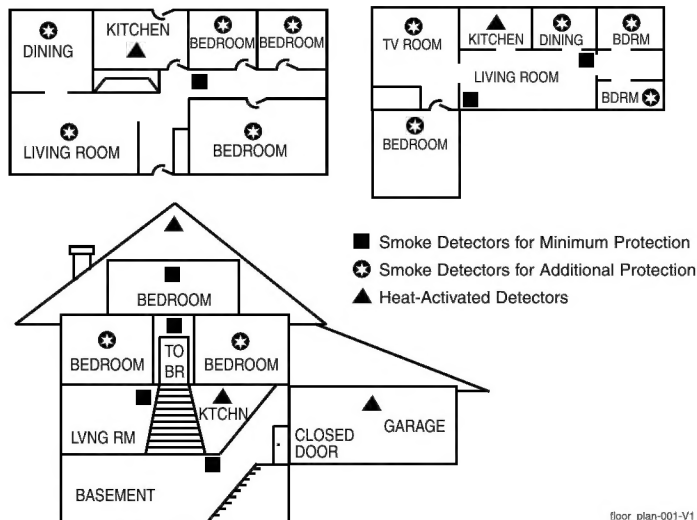 DINING
KITCHEN
BEDROOM
BEDROOM
LIVING ROOM
BEDROOM
TV ROOM
KITCHEN
DINING
BDRM
LIVING ROOM
BDRM
BEDROOM
Smoke Detectors for Minimum Protection
Smoke Detectors for Additional Protection
Heat-Activated Detectors
BEDROOM
BEDROOM
TO
BR
BEDROOM
LVNG RM
KTCHN
CLOSED
DOOR
GARAGE
BASEMENT
floor_plan-001-V1